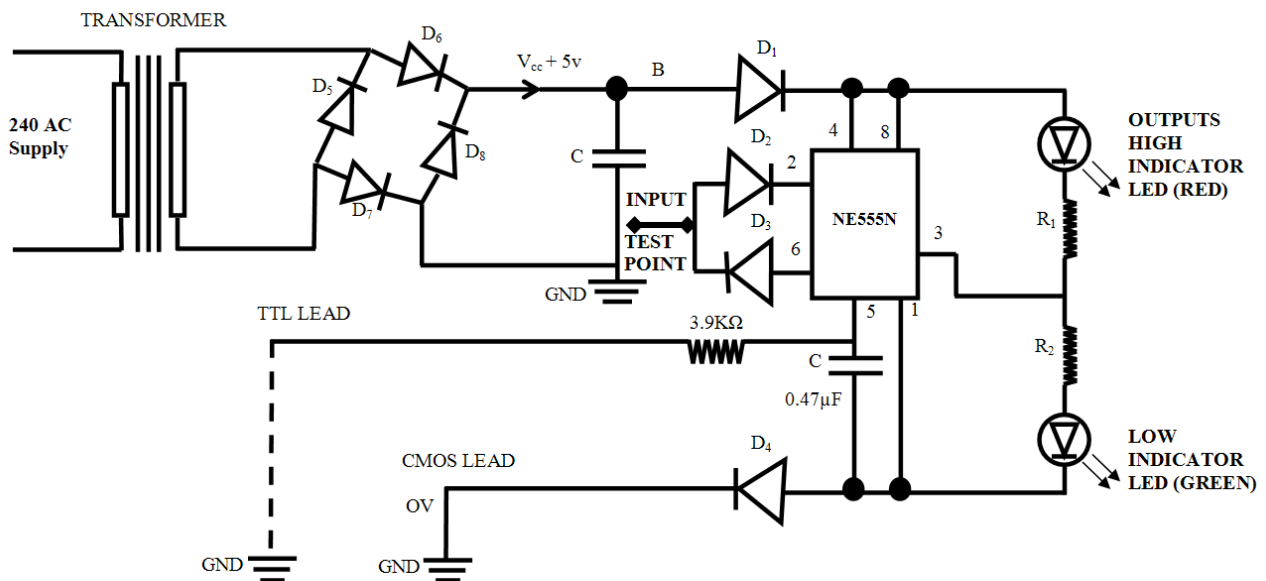 TRANSFORMER
240 AC
Supply
D5
D6
D7
D8
Vcc + 5v
B
C
GND
D1
D2
D3
INPUT
TEST
POINT
2
6
4
8
NE555N
3
5
1
R1
R2
OUTPUTS
HIGH
INDICATOR
LED (RED)
TTL LEAD
3.9KΩ
C
0.47µF
CMOS LEAD
OV
D4
GND
GND
LOW
INDICATOR
LED (GREEN)